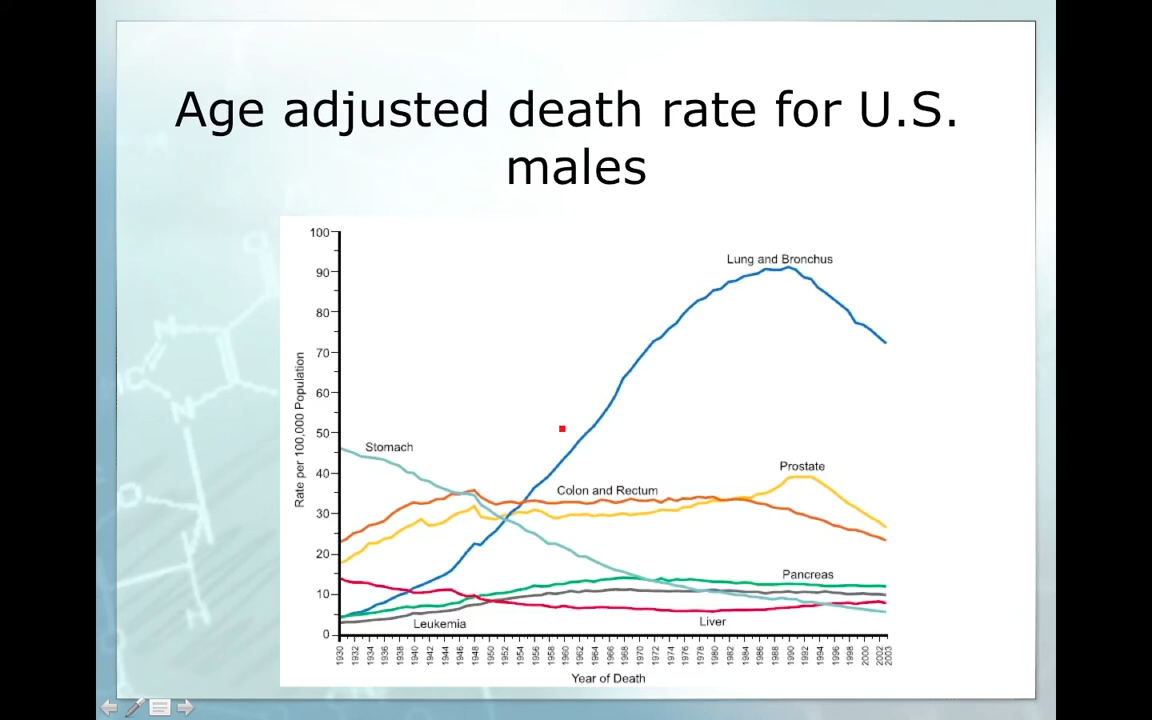 Age adjusted death rate for U.S.
males
100
90
80
70
60
50
40
30
20
10
0
Rate per 100,000 Population
Lung and Bronchus
Stomach
Prostate
Colon and Rectum
Pancreas
Leukemia
Liver
1930 1932 1934 1936 1938 1940 1942 1944 1946 1948 1950 1952 1954 1956 1958 1960 1962 1964 1966 1968 1970 1972 1974 1976 1978 1980 1982 1984 1986 1988 1990 1992 1994 1996 1998 2000 2002 2003
Year of Death
O
N
N
O
N
N